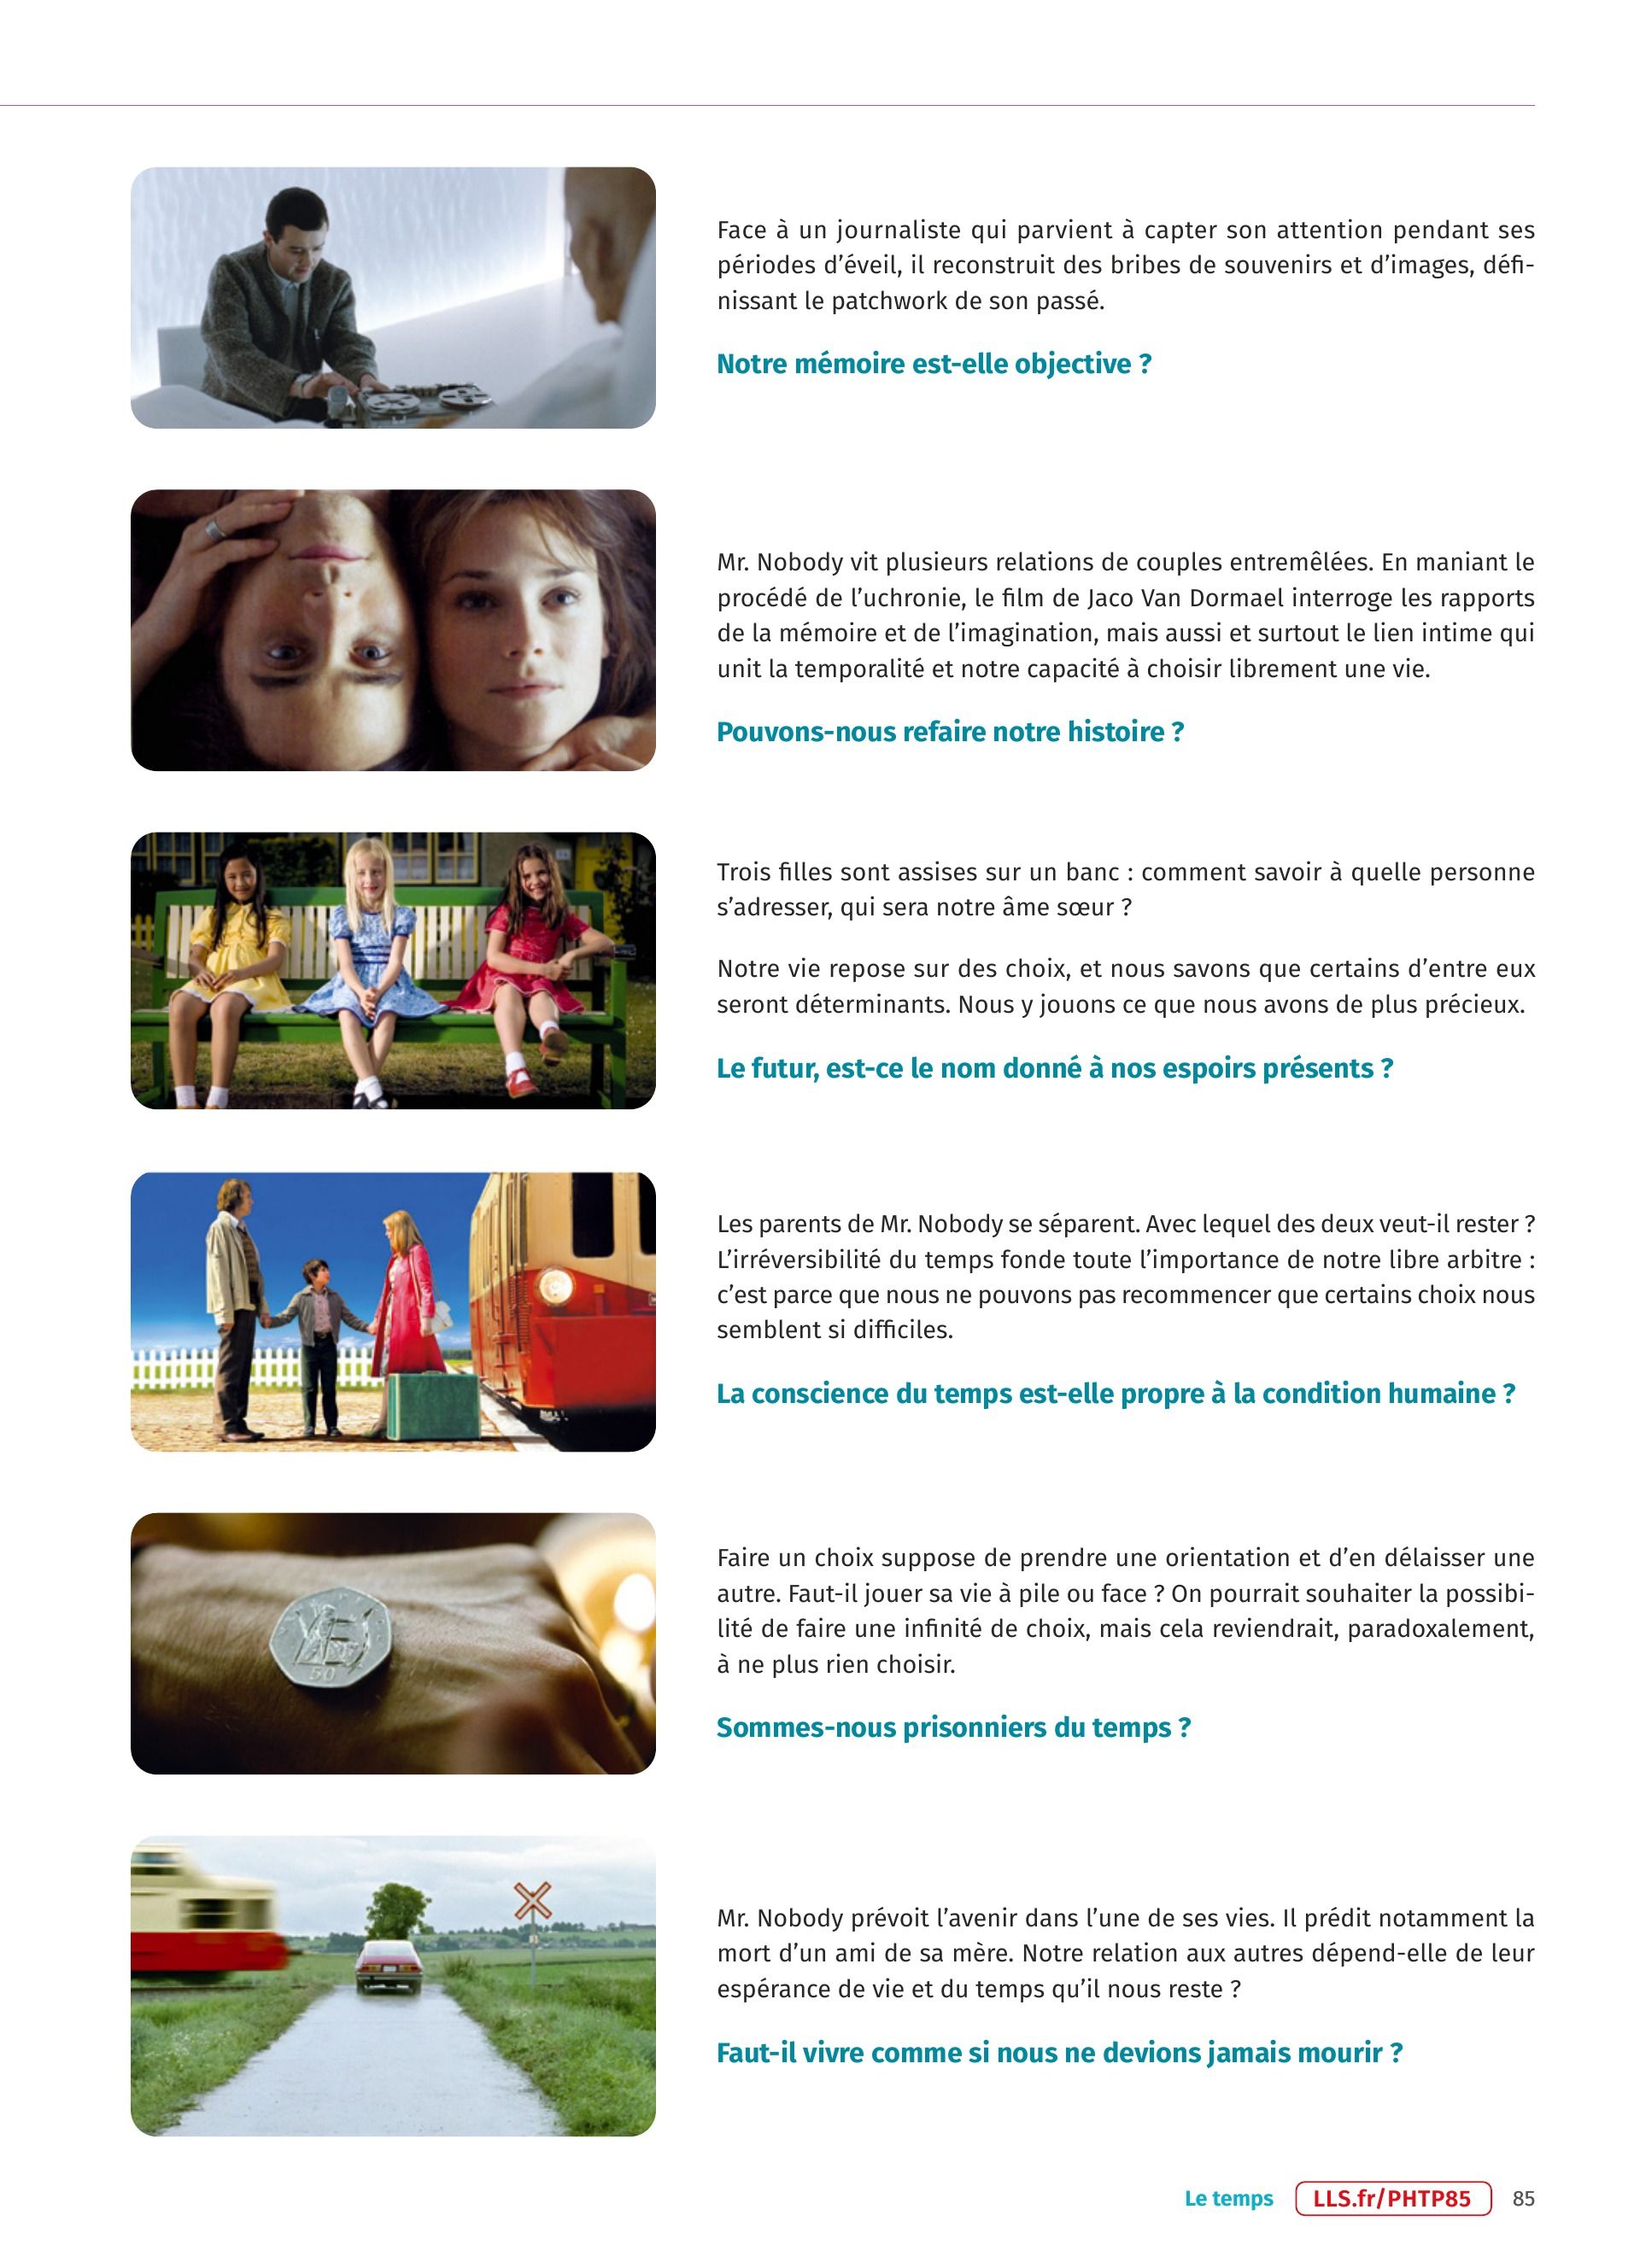 Face à un journaliste qui parvient à capter son attention pendant ses
périodes d’éveil, il reconstruit des bribes de souvenirs et d’images, défi-
nissant le patchwork de son passé.
Notre mémoire est-elle objective ?
Mr. Nobody vit plusieurs relations de couples entremêlées. En maniant le
procédé de l’uchronie, le film de Jaco Van Dormael interroge les rapports
de la mémoire et de l’imagination, mais aussi et surtout le lien intime qui
unit la temporalité et notre capacité à choisir librement une vie.
Pouvons-nous refaire notre histoire ?
Trois filles sont assises sur un banc : comment savoir à quelle personne
s’adresser, qui sera notre âme sœur ?
Notre vie repose sur des choix, et nous savons que certains d’entre eux
seront déterminants. Nous y jouons ce que nous avons de plus précieux.
Le futur, est-ce le nom donné à nos espoirs présents ?
Les parents de Mr. Nobody se séparent. Avec lequel des deux veut-il rester ?
L’irréversibilité du temps fonde toute l’importance de notre libre arbitre :
c’est parce que nous ne pouvons pas recommencer que certains choix nous
semblent si difficiles.
La conscience du temps est-elle propre à la condition humaine ?
Faire un choix suppose de prendre une orientation et d’en délaisser une
autre. Faut-il jouer sa vie à pile ou face ? On pourrait souhaiter la possibi-
lité de faire une infinité de choix, mais cela reviendrait, paradoxalement,
à ne plus rien choisir.
50
Sommes-nous prisonniers du temps ?
Mr. Nobody prévoit l’avenir dans l’une de ses vies. Il prédit notamment la
mort d’un ami de sa mère. Notre relation aux autres dépend-elle de leur
espérance de vie et du temps qu’il nous reste ?
Faut-il vivre comme si nous ne devions jamais mourir ?
Le temps LLS.fr/PHTP85 85